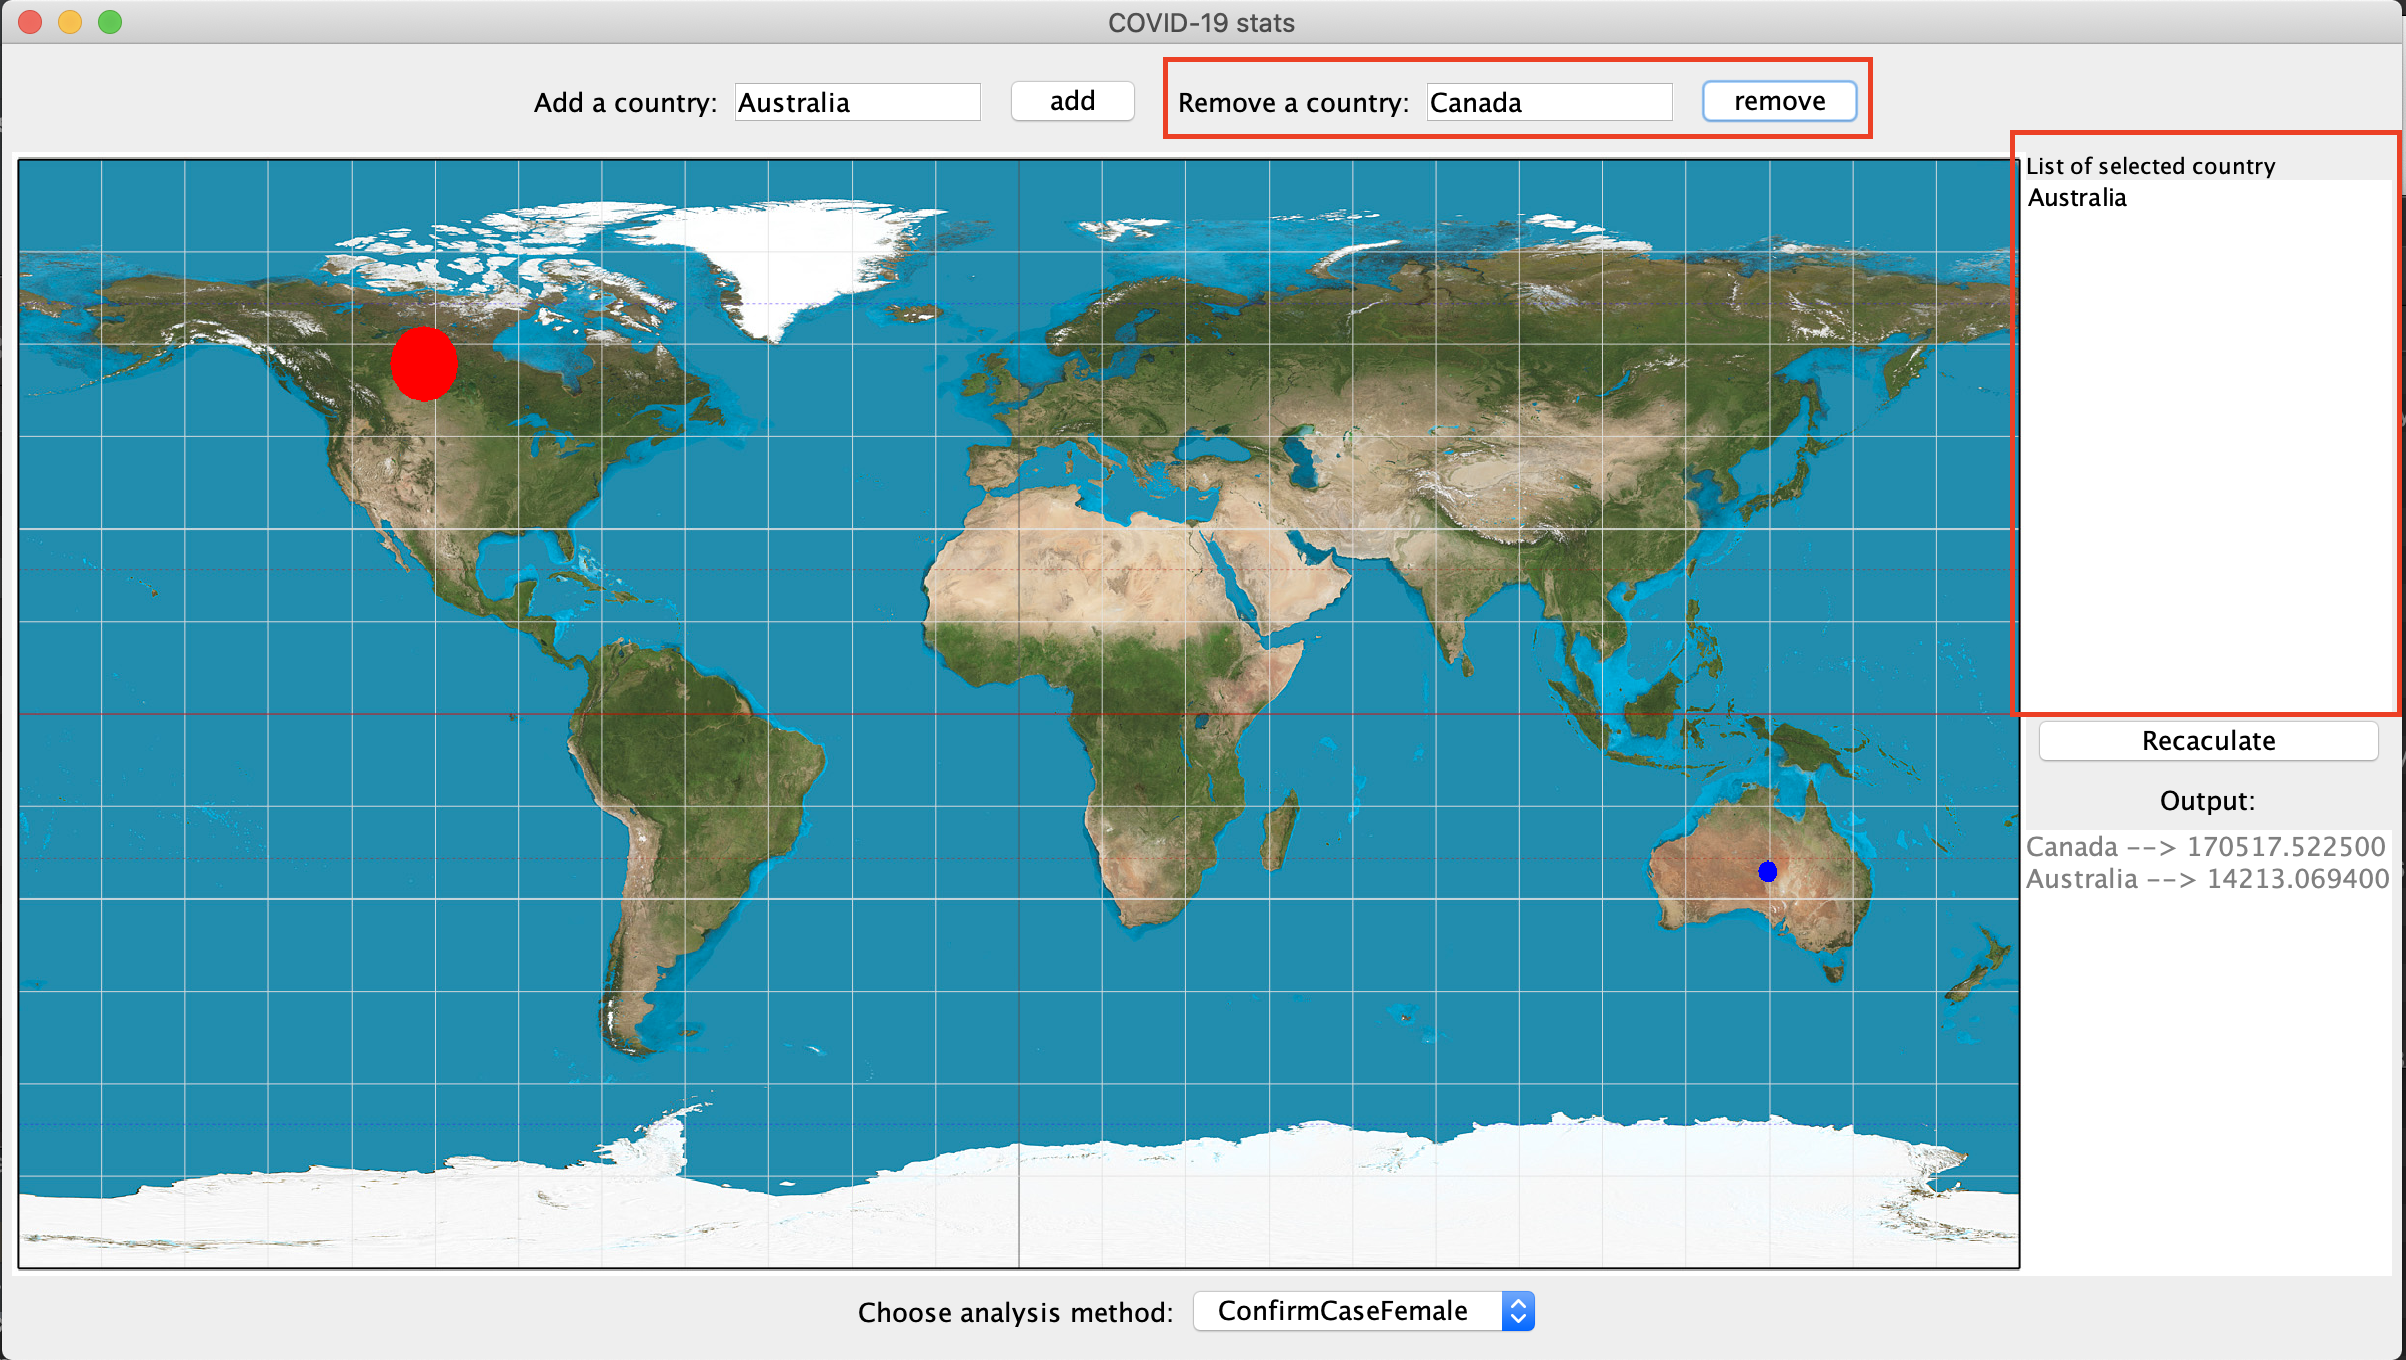 COVID-19 stats
Add a country: Australia add Remove a country: Canada remove
List of selected country
Australia
Recaculate
Output:
Canada --> 170517.522500
Australia --> 14213.069400
Choose analysis method: ConfirmCaseFemale